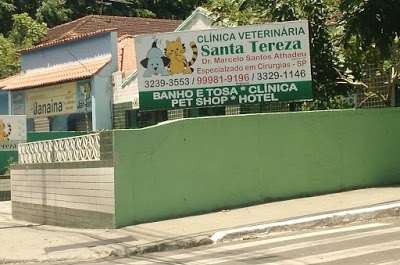 CLÍNICA VETERINÁRIA
Santa Tereza
Dr. Marcelo Santos Athadeu
Especializado em Cirurgias - SP
3239-3553 / 99981-9196 / 3329-1146
BANHO E TOSA * CLÍNICA
PET SHOP * HOTEL
Janaina